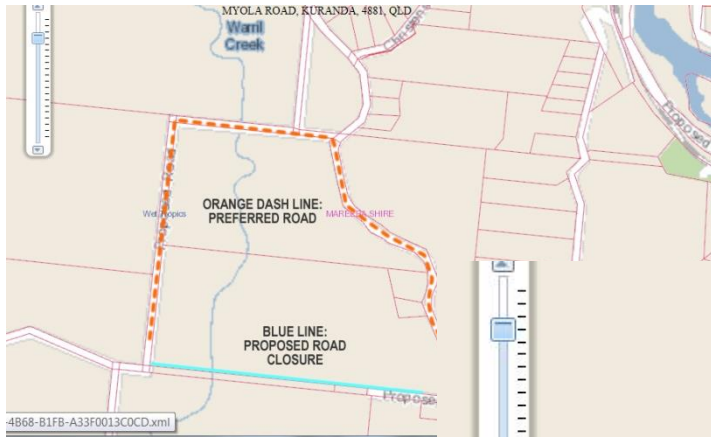 MYOLA ROAD, KURANDA, 4881, QLD
Warril
Creek
Proposed
ORANGE DASH LINE:
PREFERRED ROAD
Wet Tropics
MAREEBA SHIRE
BLUE LINE:
PROPOSED ROAD
CLOSURE
Propose
-4B68-B1FB-A33F0013C0CD.xml